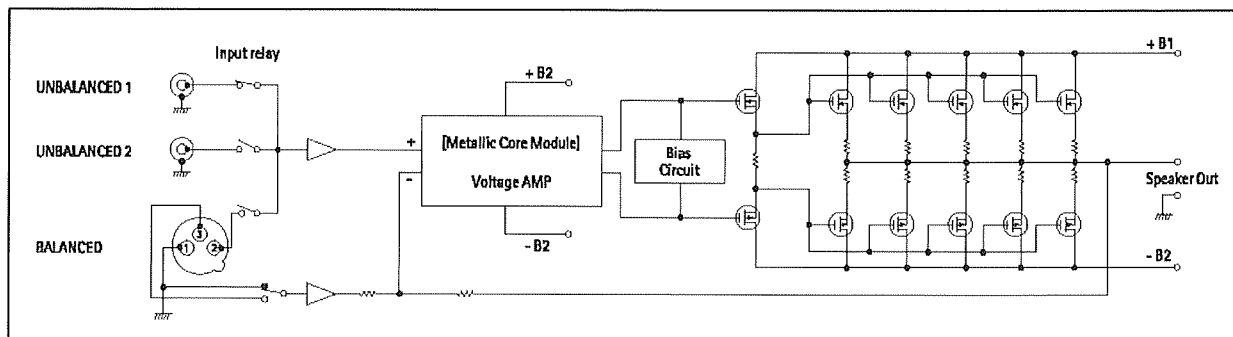 Input relay
UNBALANCED 1
UNBALANCED 2
BALANCED
1
2
3
+
-
+ B2
[Metallic Core Module]
Voltage AMP
- B2
Bias
Circuit
+ B1
Speaker Out
- B2